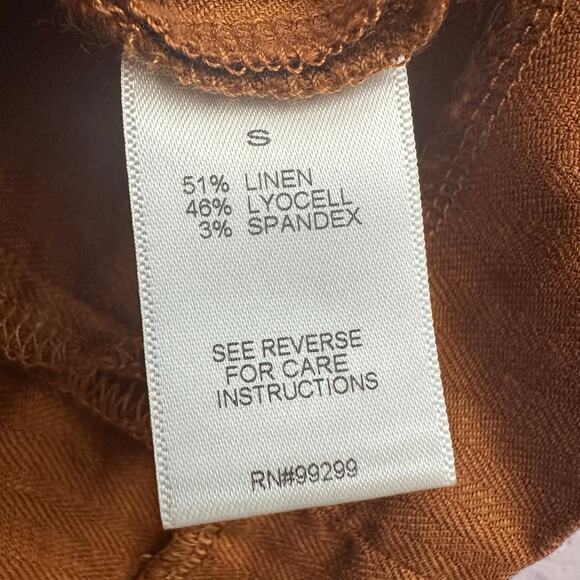 S
51% LINEN
46% LYOCELL
3% SPANDEX
SEE REVERSE
FOR CARE
INSTRUCTIONS
RN#99299